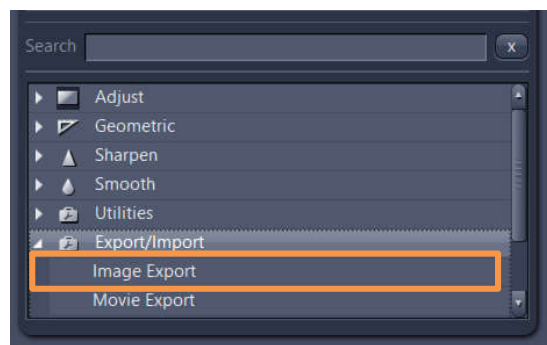 Search
x
Adjust
Geometric
Sharpen
Smooth
Utilities
Export/Import
Image Export
Movie Export